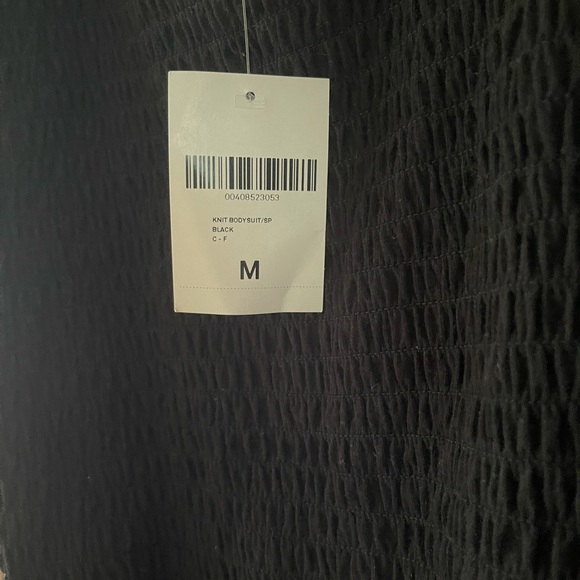 00408523053
KNIT BODYSUIT/SP
BLACK
C - F
M